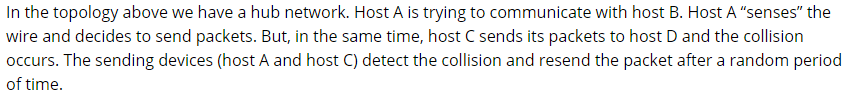 In the topology above we have a hub network. Host A is trying to communicate with host B. Host A “senses” the
wire and decides to send packets. But, in the same time, host C sends its packets to host D and the collision
occurs. The sending devices (host A and host C) detect the collision and resend the packet after a random period
of time.